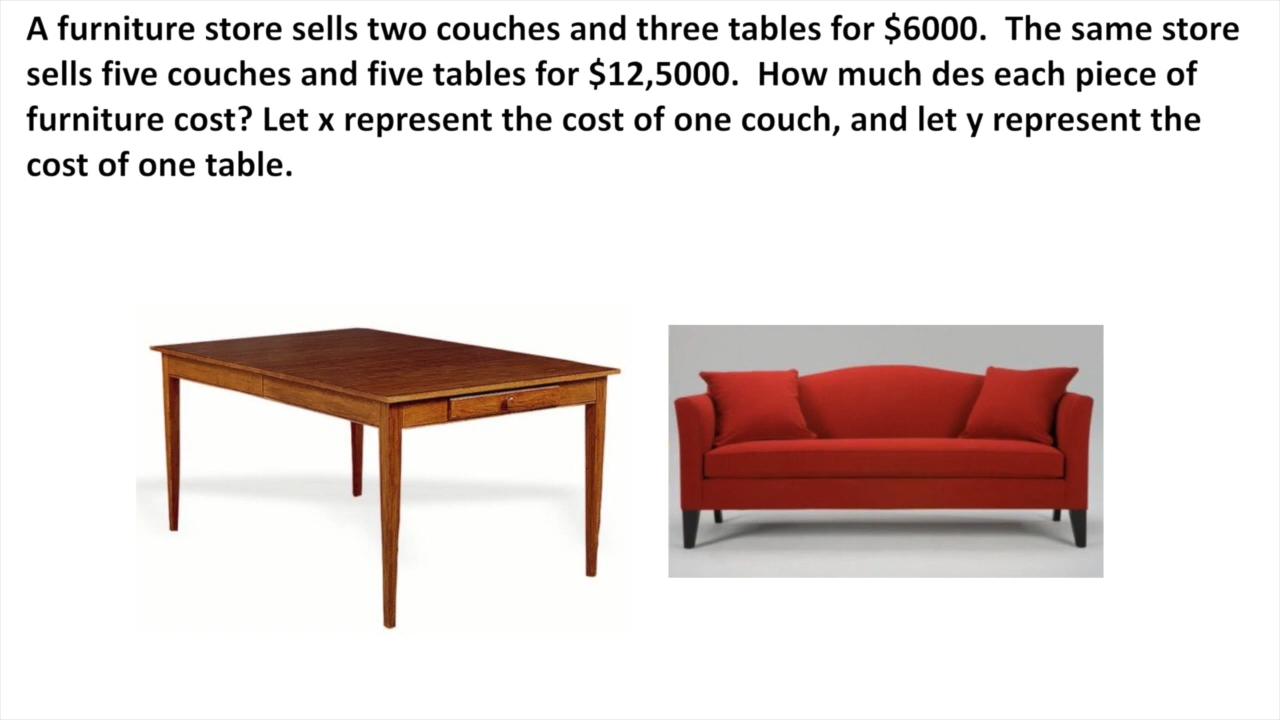 A furniture store sells two couches and three tables for $6000.  The same store
sells five couches and five tables for $12,5000.  How much des each piece of
furniture cost? Let x represent the cost of one couch, and let y represent the
cost of one table.